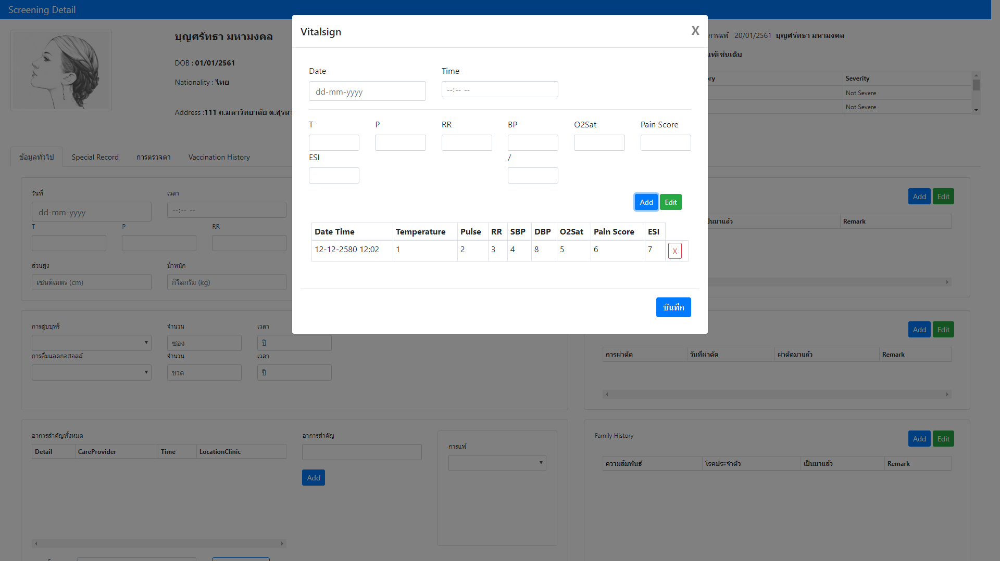 Screening Detail
บุญศรัทธา มหามงคล
DOB : 01/01/2561
Nationality : ไทย
Address :111 ถ.มหาวิทยาลัย ต.สุรนา
การแพ้ 20/01/2561 บุญศรัทธา มหามงคล
แพ้เช่นเดิม
ry Severity
Not Severe
Not Severe
ข้อมูลทั่วไป Special Record การตรวจตา Vaccination History
วันที่ เวลา
dd-mm-yyyy --:-- --
T P RR
ส่วนสูง น้ำหนัก
เซนติเมตร (cm) กิโลกรัม (kg)
Add Edit
เป็นมาแล้ว Remark
การสูบบุหรี่ จำนวน เวลา
ซอง ปี
การดื่มแอลกอฮอลล์ จำนวน เวลา
ขวด ปี
Add Edit
การผ่าตัด วันที่ผ่าตัด ผ่าตัดมาแล้ว Remark
อาการสำคัญทั้งหมด
Detail CareProvider Time LocationClinic
อาการสำคัญ
Add
การแพ้
Family History Add Edit
ความสัมพันธ์ โรคประจำตัว เป็นมาแล้ว Remark
Vitalsign X
Date Time
dd-mm-yyyy --:-- --
T P RR BP O2Sat Pain Score
ESI /
Add Edit
Date Time Temperature Pulse RR SBP DBP O2Sat Pain Score ESI
12-12-2580 12:02 1 2 3 4 8 5 6 7 X
บันทึก